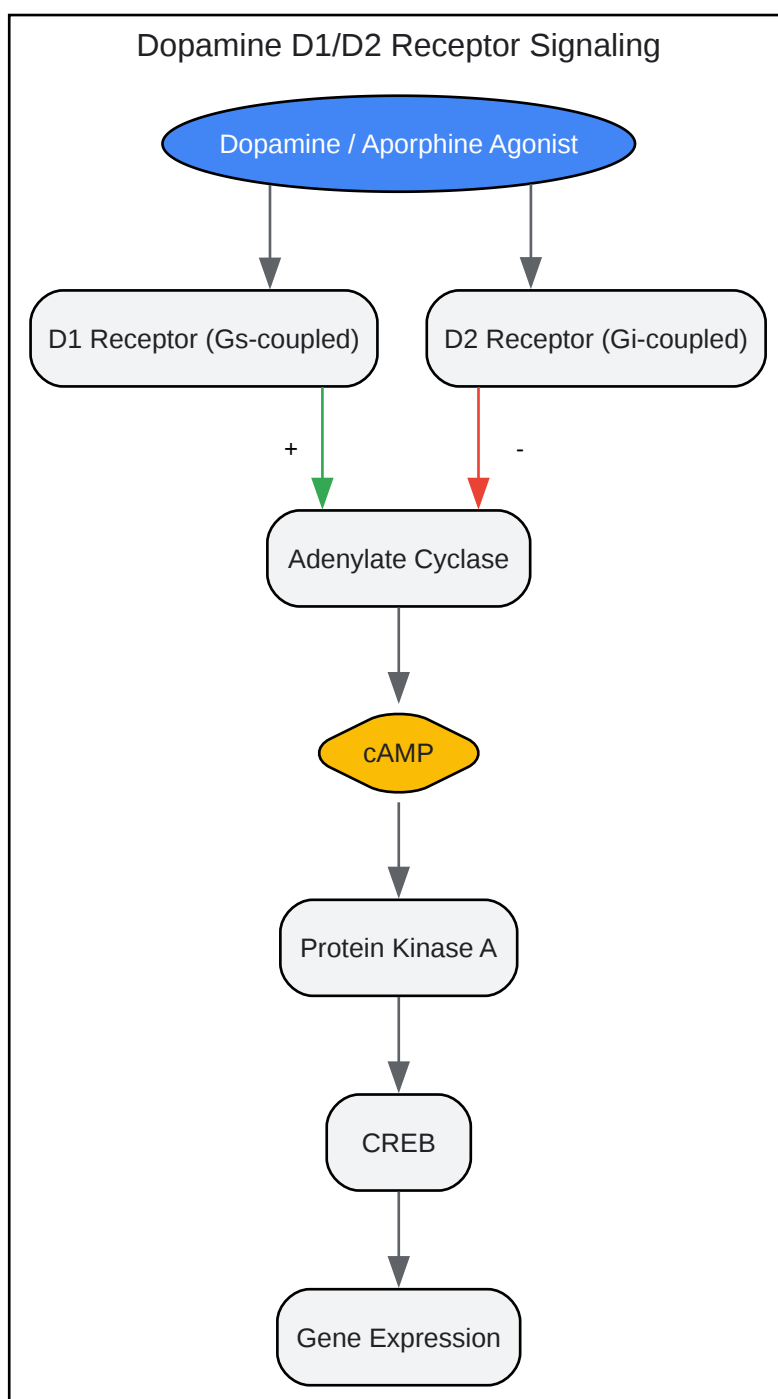 Dopamine D1/D2 Receptor Signaling
Dopamine / Aporphine Agonist
D1 Receptor (Gs-coupled)
D2 Receptor (Gi-coupled)
+
-
Adenylate Cyclase
cAMP
Protein Kinase A
CREB
Gene Expression